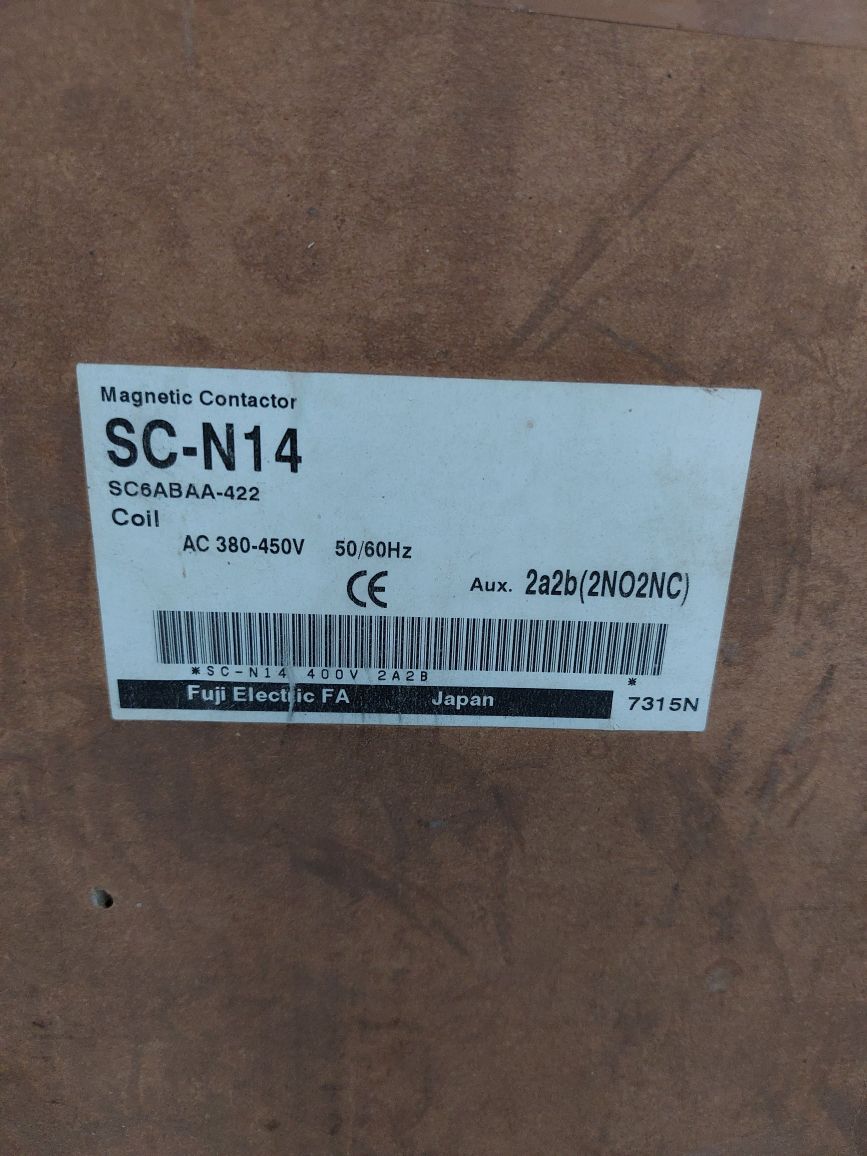 Magnetic Contactor
SC-N14
SC6ABAA-422
Coil
AC 380-450V 50/60Hz
CE Aux. 2a2b(2NO2NC)
*SC-N14 400V 2A2B *
Fuji Electric FA Japan 7315N